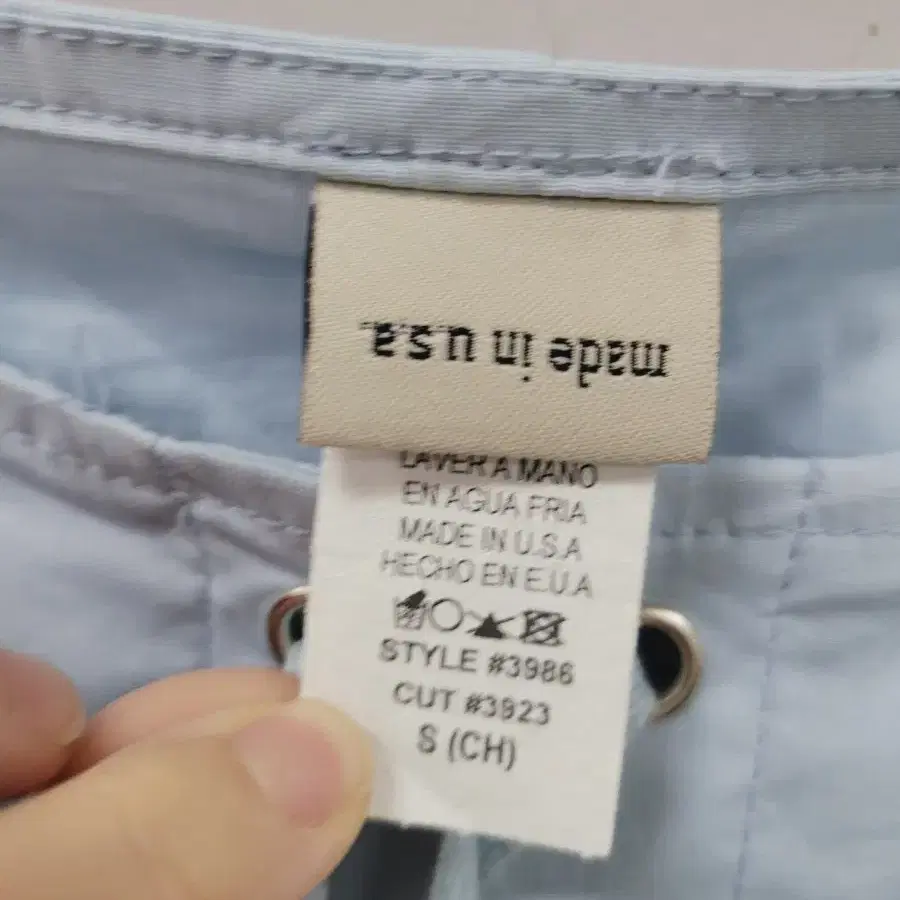 made in u.s.a.
LAVER A MANO
EN AGUA FRIA
MADE IN U.S.A
HECHO EN E.U.A
STYLE #3986
CUT #3923
S (CH)